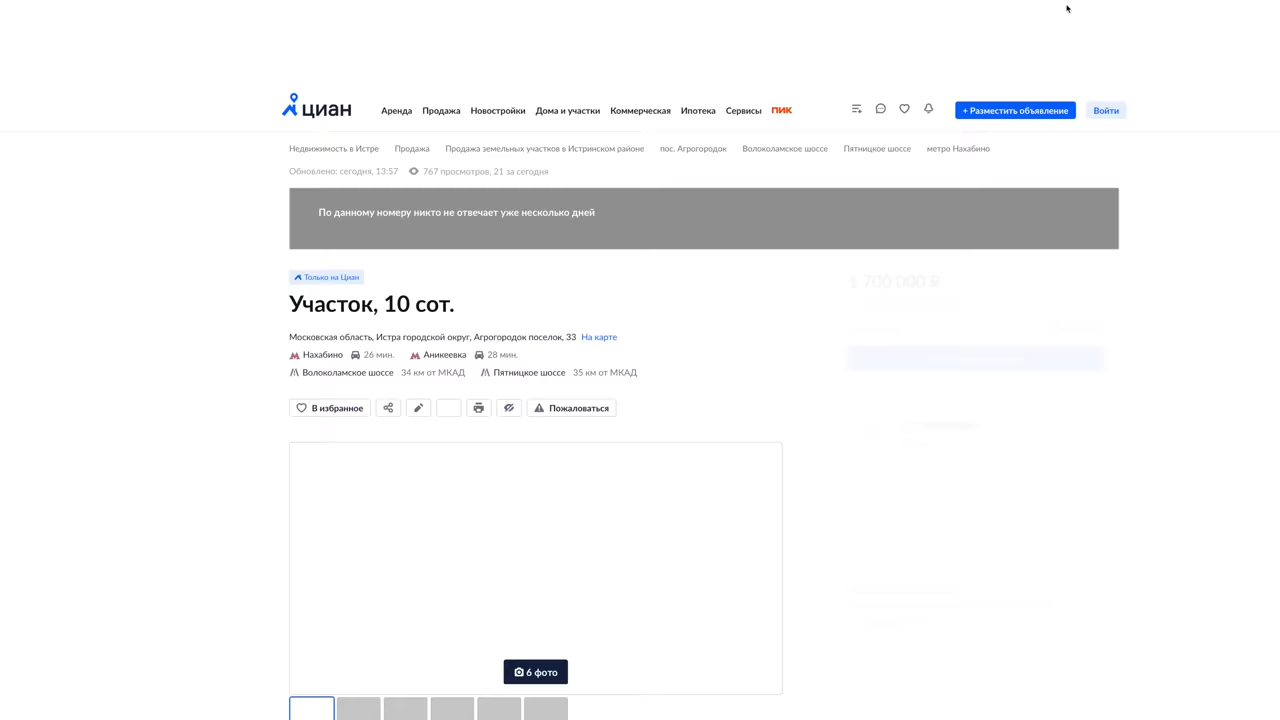 циан
Аренда Продажа Новостройки Дома и участки Коммерческая Ипотека Сервисы ПИК
+ Разместить объявление Войти
Недвижимость в Истре Продажа Продажа земельных участков в Истринском районе пос. Агрогородок Волоколамское шоссе Пятницкое шоссе метро Нахабино
Обновлено: сегодня, 13:57 767 просмотров, 21 за сегодня
По данному номеру никто не отвечает уже несколько дней
Только на Циан
Участок, 10 сот.
1 700 000 ₽
Московская область, Истра городской округ, Агрогородок поселок, 33 На карте
Нахабино 26 мин. Аникеевка 28 мин.
Волоколамское шоссе 34 км от МКАД Пятницкое шоссе 35 км от МКАД
В избранное Пожаловаться
6 фото